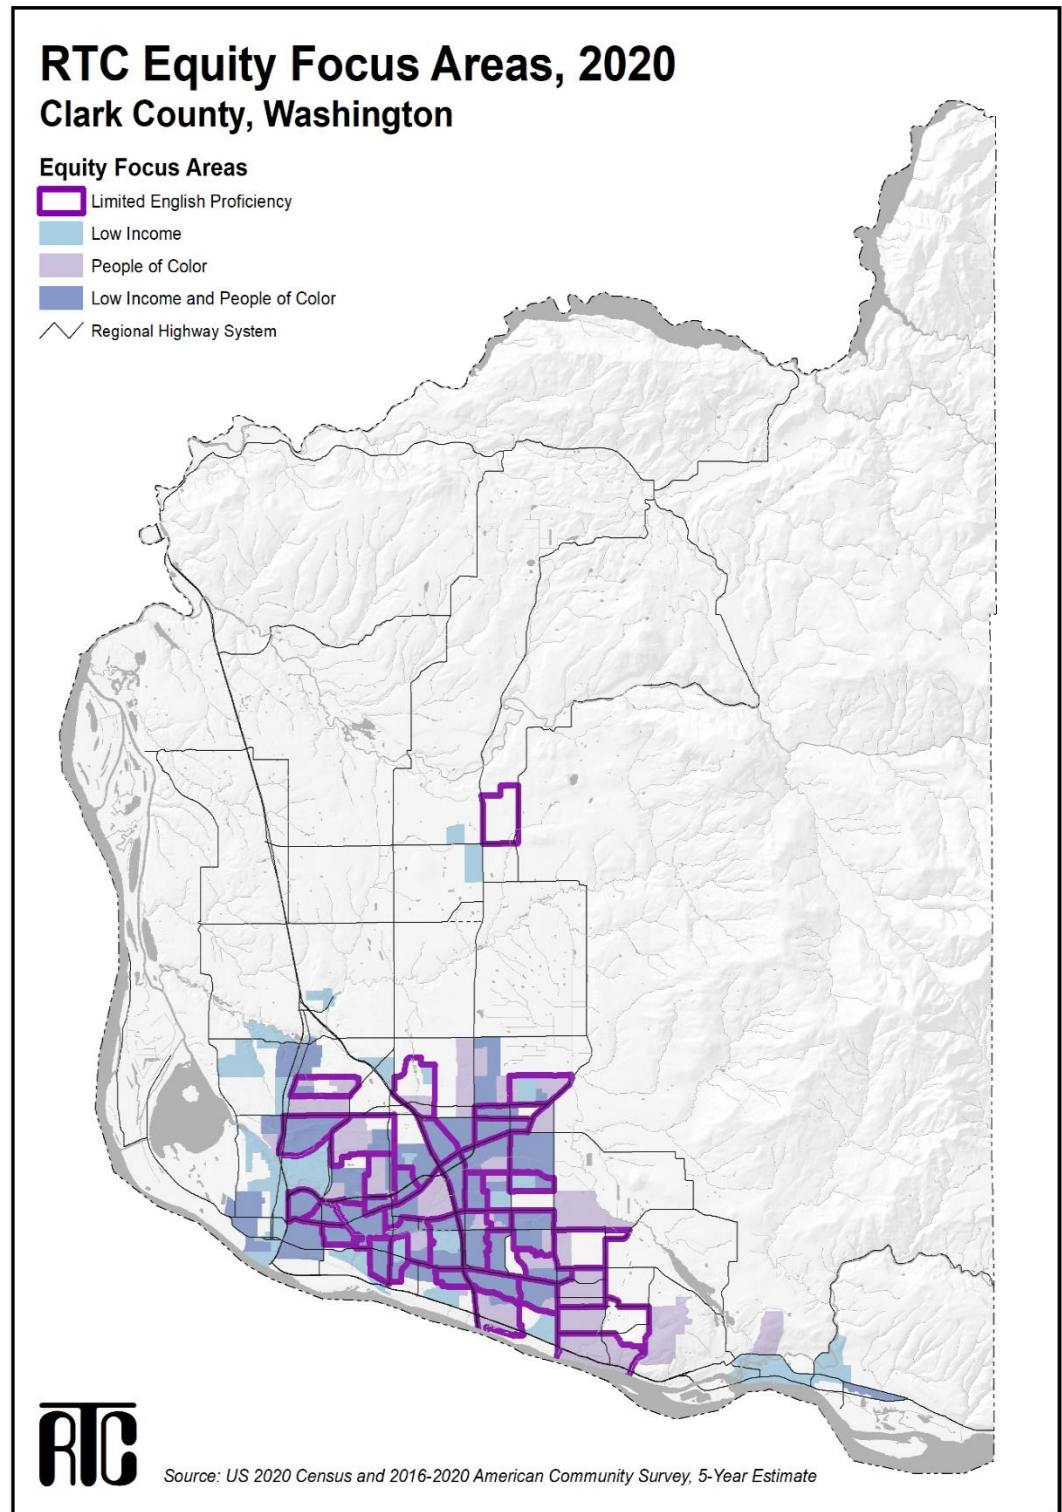 RTC Equity Focus Areas, 2020
Clark County, Washington
Equity Focus Areas
Limited English Proficiency
Low Income
People of Color
Low Income and People of Color
Regional Highway System
RTC
Source: US 2020 Census and 2016-2020 American Community Survey, 5-Year Estimate